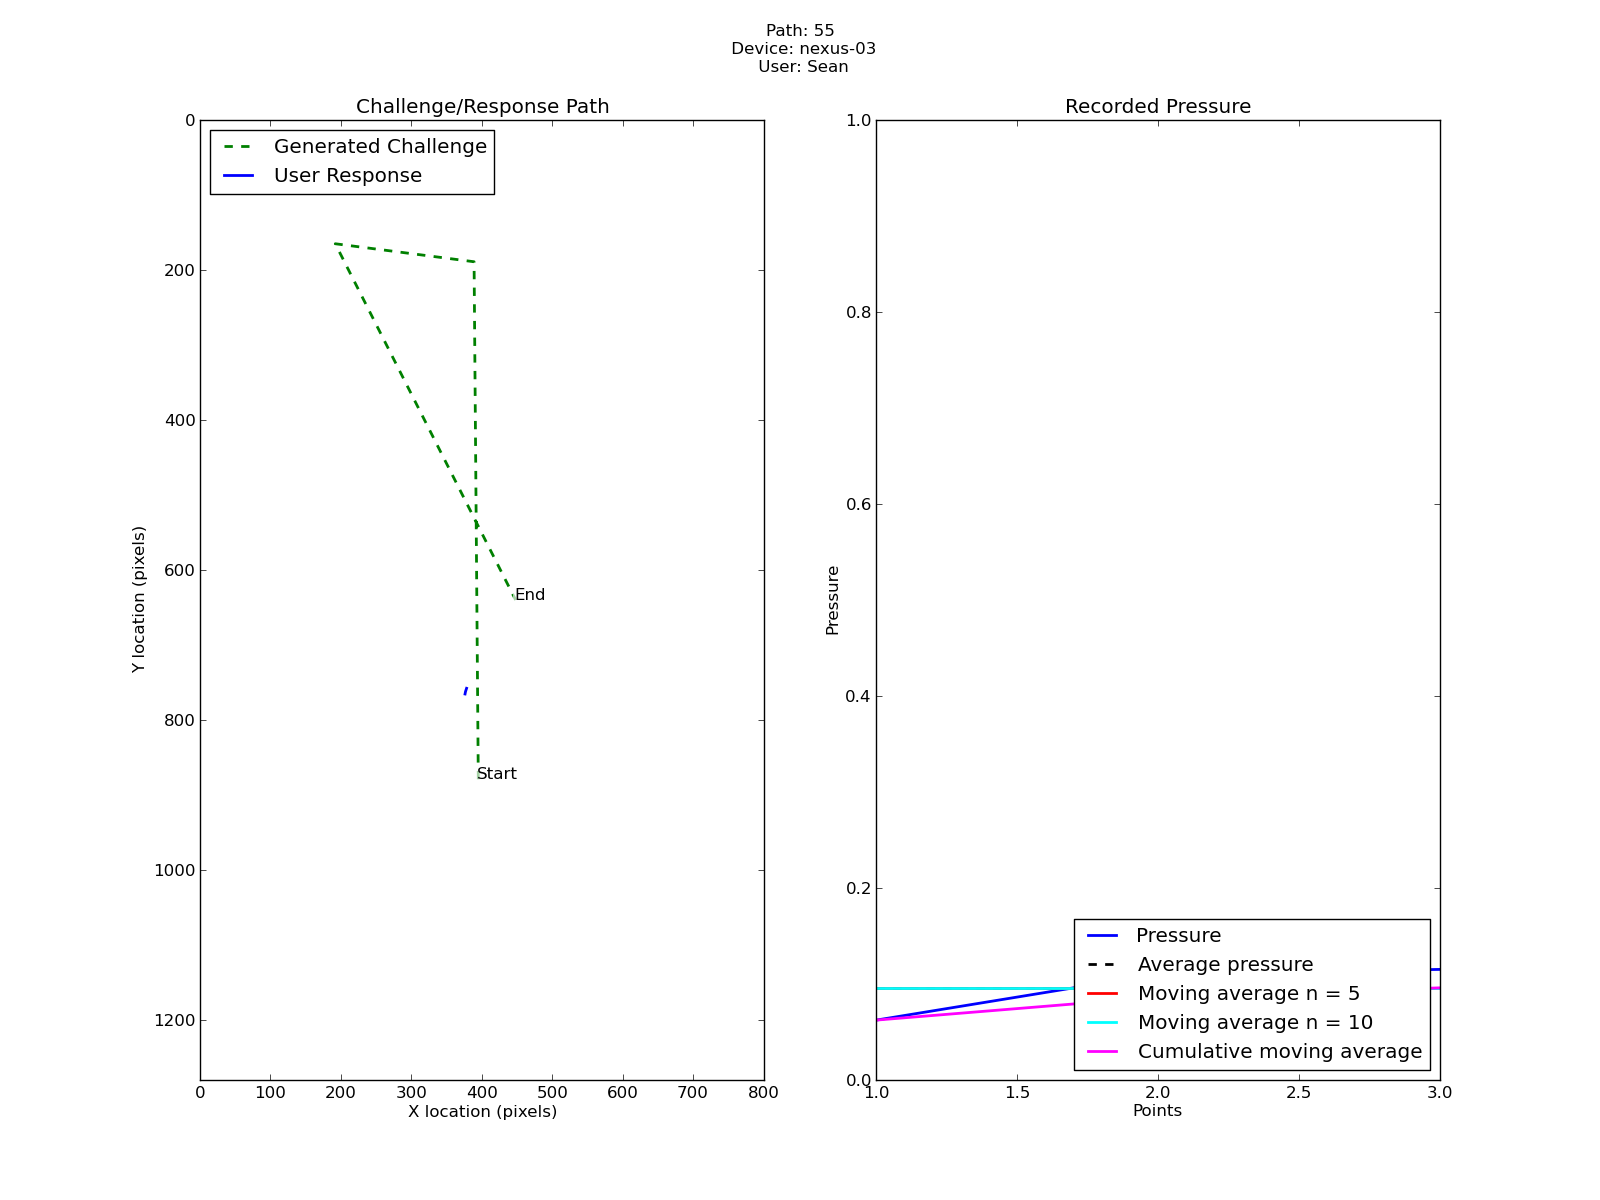 Path: 55
Device: nexus-03
User: Sean
Challenge/Response Path
Generated Challenge
User Response
0
200
400
600
800
1000
1200
Y location (pixels)
End
Start
0 100 200 300 400 500 600 700 800
X location (pixels)
Recorded Pressure
1.0
0.8
0.6
0.4
0.2
0.0
Pressure
Pressure
Average pressure
Moving average n = 5
Moving average n = 10
Cumulative moving average
1.0 1.5 2.0 2.5 3.0
Points